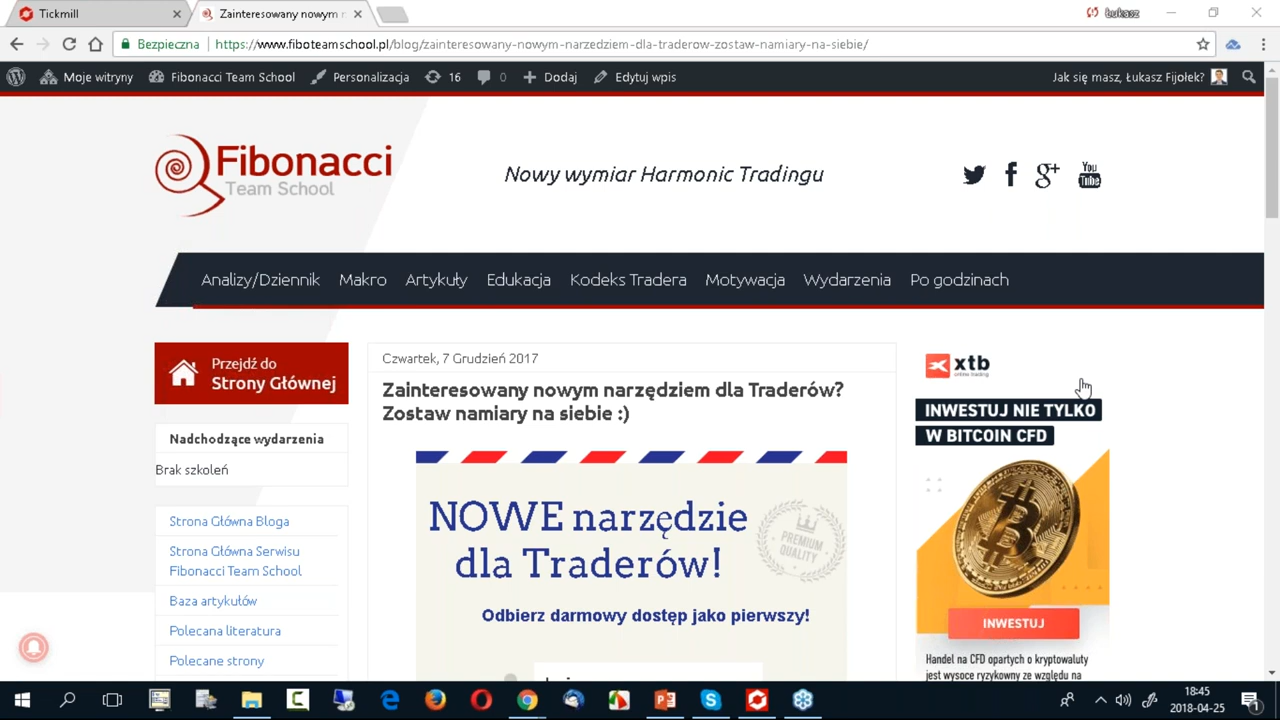 Tickmill
Zainteresowany nowym n
łukasz
Bezpieczna
https://www.fiboteamschool.pl/blog/zainteresowany-nowym-narzedziem-dla-traderow-zostaw-namiary-na-siebie/
Moje witryny
Fibonacci Team School
Personalizacja
16
0
Dodaj
Edytuj wpis
Jak się masz, Łukasz Fijołek?
Fibonacci
Team School
Nowy wymiar Harmonic Tradingu
You
Tube
Analizy/Dziennik
Makro
Artykuły
Edukacja
Kodeks Tradera
Motywacja
Wydarzenia
Po godzinach
Przejdź do
Strony Głównej
Nadchodzące wydarzenia
Brak szkoleń
Strona Główna Bloga
Strona Główna Serwisu
Fibonacci Team School
Baza artykułów
Polecana literatura
Polecane strony
Czwartek, 7 Grudzień 2017
Zainteresowany nowym narzędziem dla Traderów?
Zostaw namiary na siebie :)
NOWE narzędzie
dla Traderów!
PREMIUM
QUALITY
Odbierz darmowy dostęp jako pierwszy!
xtb
online trading
INWESTUJ NIE TYLKO
W BITCOIN CFD
INWESTUJ
Handel na CFD opartych o kryptowaluty
jest wysoce ryzykowny ze względu na
18:45
2018-04-25
1